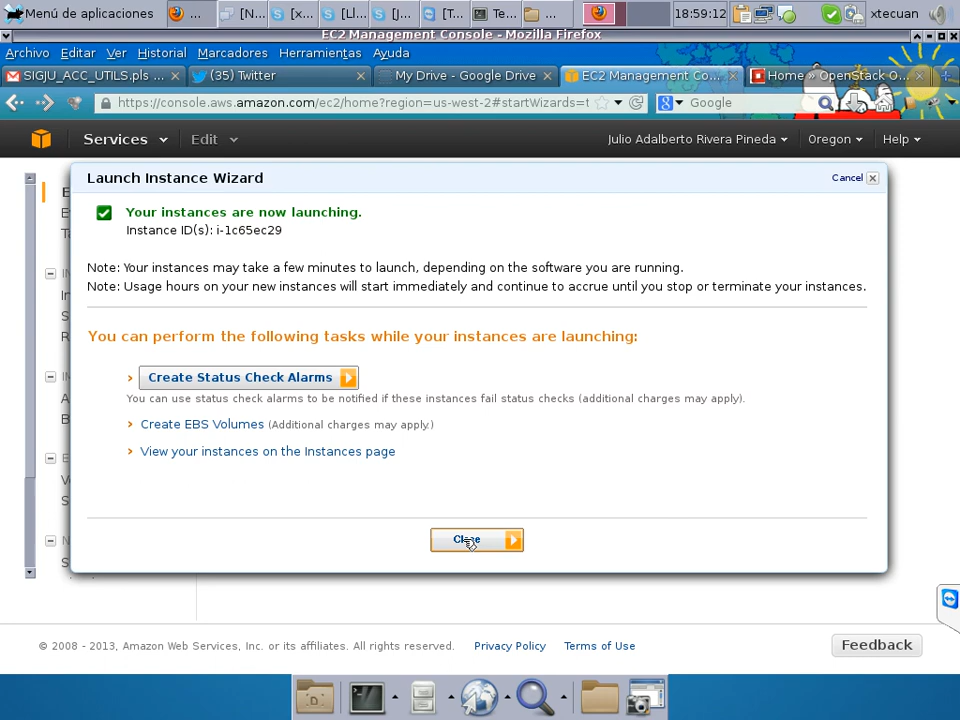 Menú de aplicaciones
...
[N...
[x...
[Ll...
[J...
[T...
Te...
...
18:59:12
xtecuan
EC2 Management Console - Mozilla Firefox
Archivo Editar Ver Historial Marcadores Herramientas Ayuda
SIGJU_ACC_UTILS.pls ...
(35) Twitter
My Drive - Google Drive
EC2 Management Co...
Home » OpenStack O...
https://console.aws.amazon.com/ec2/home?region=us-west-2#startWizards=t
Google
Services
Edit
Julio Adalberto Rivera Pineda
Oregon
Help
Launch Instance Wizard
Cancel
Your instances are now launching.
Instance ID(s): i-1c65ec29
Note: Your instances may take a few minutes to launch, depending on the software you are running.
Note: Usage hours on your new instances will start immediately and continue to accrue until you stop or terminate your instances.
You can perform the following tasks while your instances are launching:
› Create Status Check Alarms
You can use status check alarms to be notified if these instances fail status checks (additional charges may apply).
› Create EBS Volumes (Additional charges may apply.)
› View your instances on the Instances page
Close
© 2008 - 2013, Amazon Web Services, Inc. or its affiliates. All rights reserved.
Privacy Policy
Terms of Use
Feedback